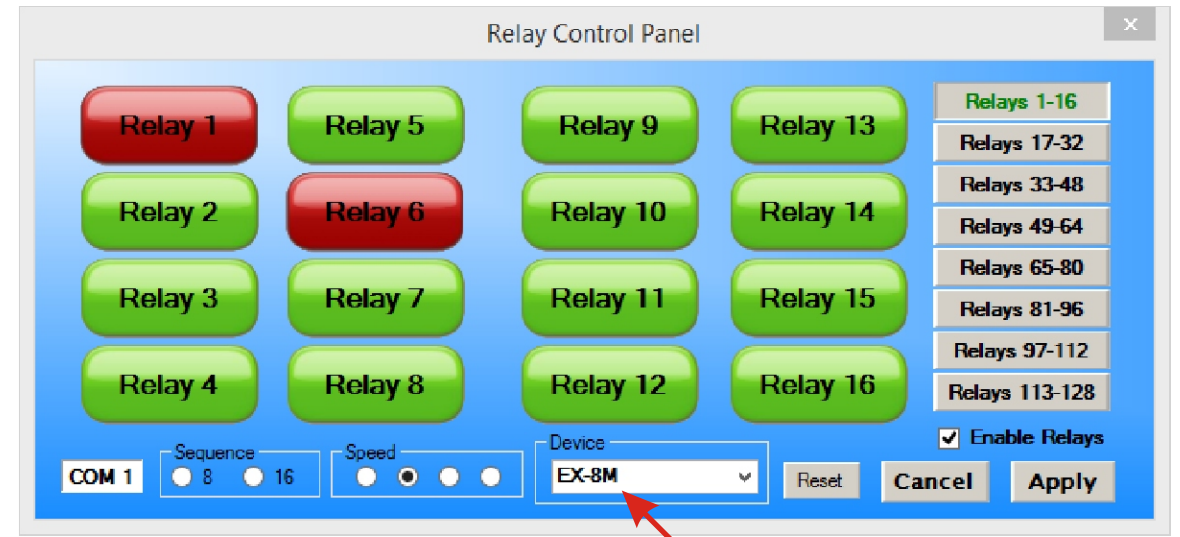 Relay Control Panel
x
Relay 1
Relay 5
Relay 9
Relay 13
Relay 2
Relay 6
Relay 10
Relay 14
Relay 3
Relay 7
Relay 11
Relay 15
Relay 4
Relay 8
Relay 12
Relay 16
Relays 1-16
Relays 17-32
Relays 33-48
Relays 49-64
Relays 65-80
Relays 81-96
Relays 97-112
Relays 113-128
Enable Relays
COM 1
Sequence
8 16
Speed
Device
EX-8M
Reset
Cancel
Apply